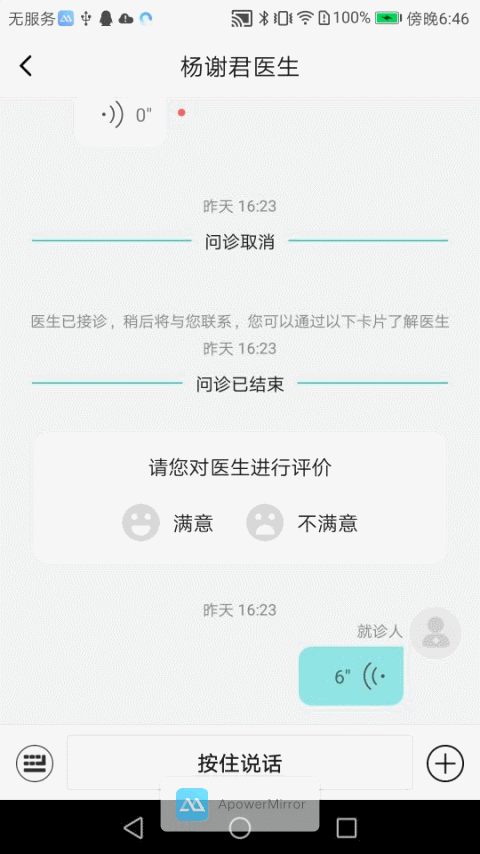 无服务 100% 傍晚6:46
杨谢君医生
0"
昨天 16:23
问诊取消
医生已接诊，稍后将与您联系，您可以通过以下卡片了解医生
昨天 16:23
问诊已结束
请您对医生进行评价
满意 不满意
昨天 16:23
就诊人
6"
按住说话
ApowerMirror